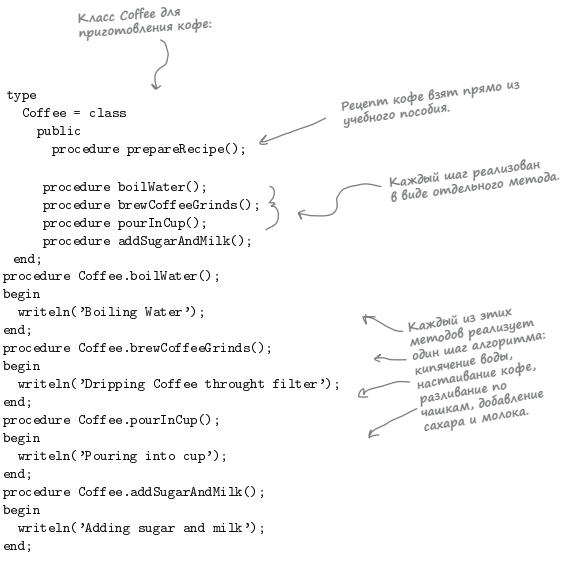 Класс Coffee для
приготовления кофе:
type
Coffee = class
public
procedure prepareRecipe();
Рецепт кофе взят прямо из
учебного пособия.
procedure boilWater();
procedure brewCoffeeGrinds();
procedure pourInCup();
procedure addSugarAndMilk();
end;
Каждый шаг реализован
в виде отдельного метода.
procedure Coffee.boilWater();
begin
writeln('Boiling Water');
end;
procedure Coffee.brewCoffeeGrinds();
begin
writeln('Dripping Coffee throught filter');
end;
procedure Coffee.pourInCup();
begin
writeln('Pouring into cup');
end;
procedure Coffee.addSugarAndMilk();
begin
writeln('Adding sugar and milk');
end;
Каждый из этих
методов реализует
один шаг алгоритма:
кипячение воды,
настаивание кофе,
разливание по
чашкам, добавление
сахара и молока.